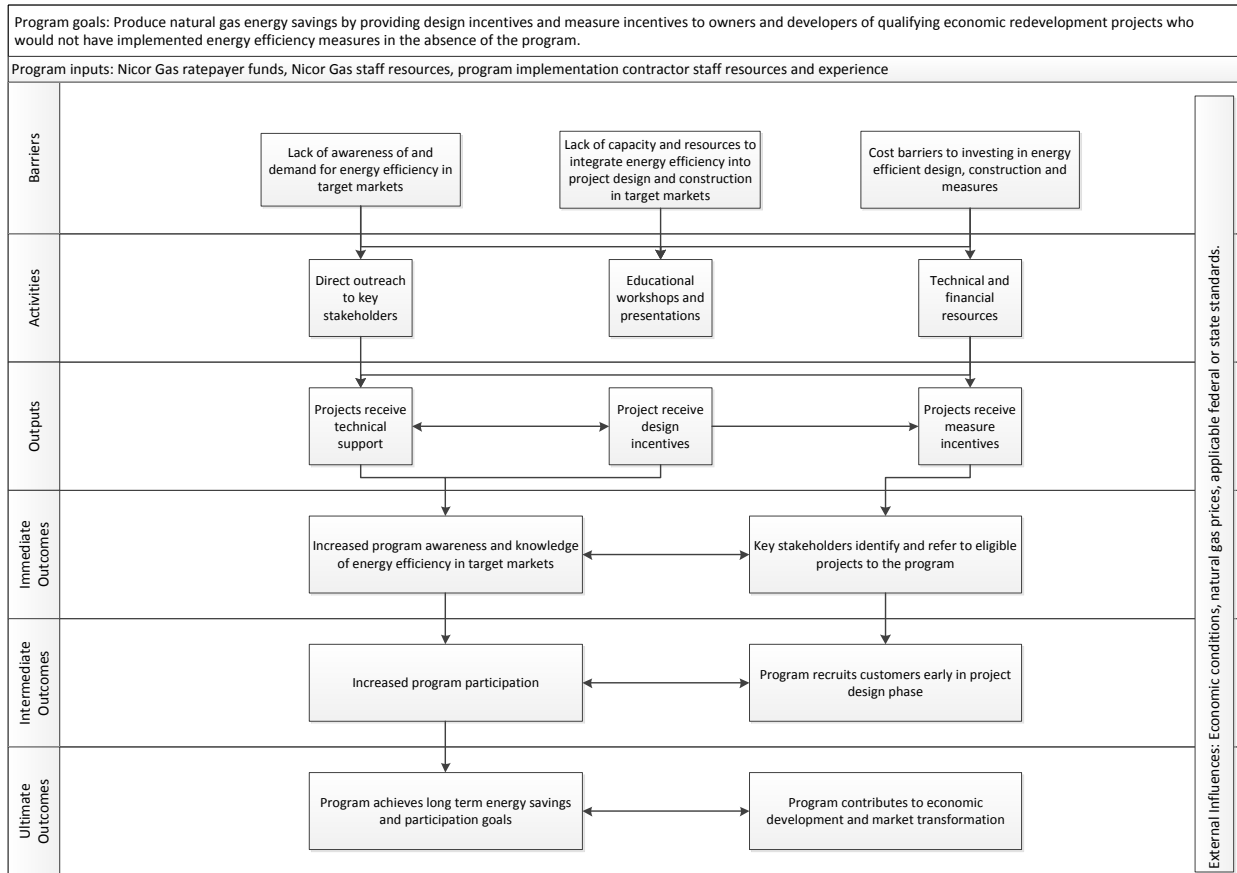 Program goals: Produce natural gas energy savings by providing design incentives and measure incentives to owners and developers of qualifying economic redevelopment projects who
would not have implemented energy efficiency measures in the absence of the program.
Program inputs: Nicor Gas ratepayer funds, Nicor Gas staff resources, program implementation contractor staff resources and experience
Barriers
Lack of awareness of and
demand for energy efficiency in
target markets
Lack of capacity and resources to
integrate energy efficiency into
project design and construction
in target markets
Cost barriers to investing in energy
efficient design, construction and
measures
Activities
Direct outreach
to key
stakeholders
Educational
workshops and
presentations
Technical and
financial
resources
Outputs
Projects receive
technical
support
Project receive
design
incentives
Projects receive
measure
incentives
Immediate
Outcomes
Increased program awareness and knowledge
of energy efficiency in target markets
Key stakeholders identify and refer to eligible
projects to the program
Intermediate
Outcomes
Increased program participation
Program recruits customers early in project
design phase
Ultimate
Outcomes
Program achieves long term energy savings
and participation goals
Program contributes to economic
development and market transformation
External Influences: Economic conditions, natural gas prices, applicable federal or state standards.